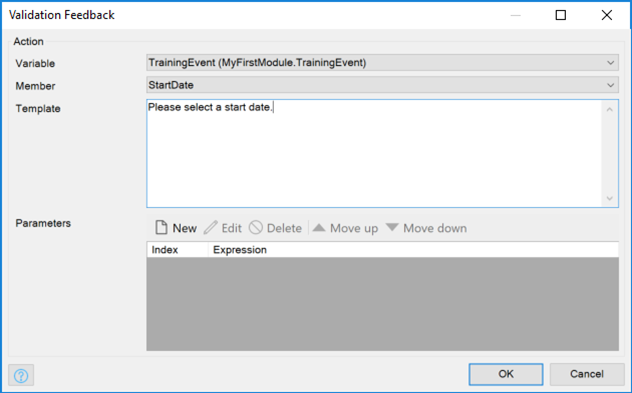 Validation Feedback
Action
Variable TrainingEvent (MyFirstModule.TrainingEvent)
Member StartDate
Template Please select a start date.
Parameters New Edit Delete Move up Move down
Index Expression
? OK Cancel